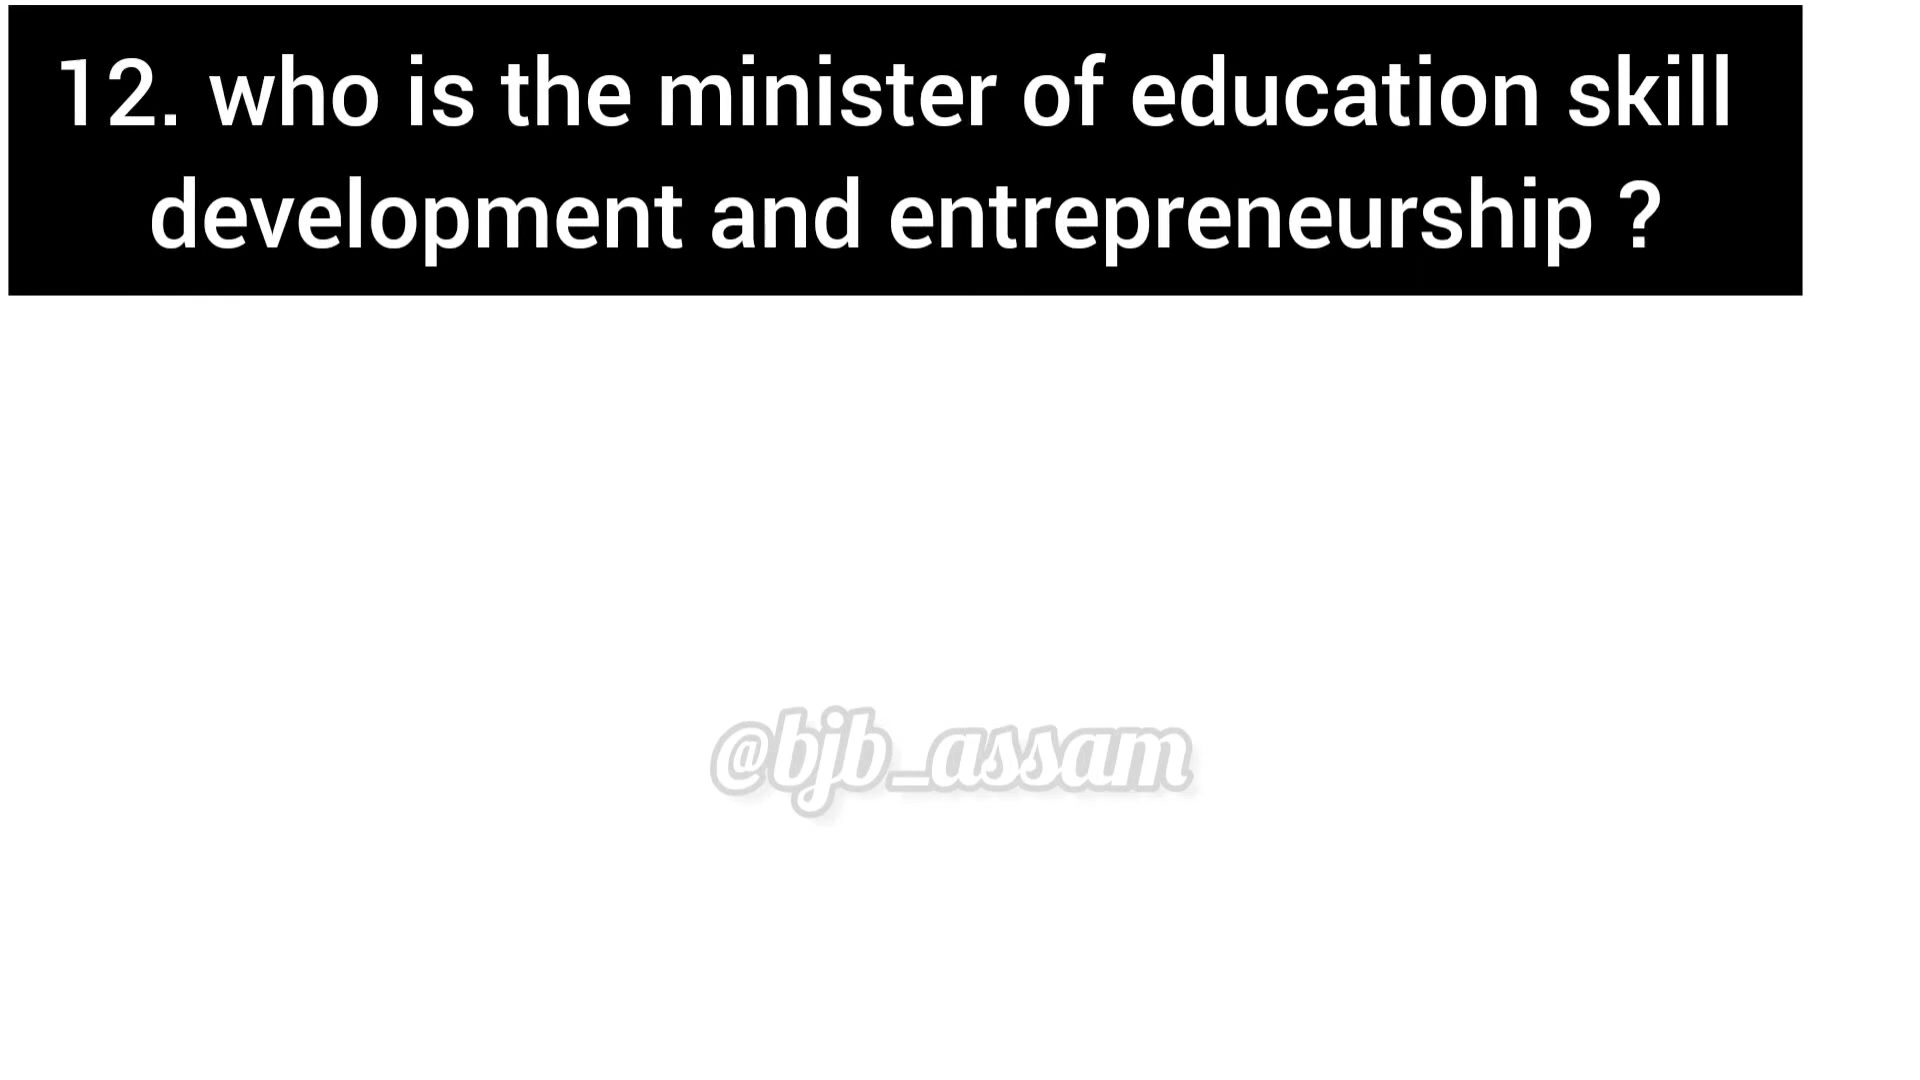 12. who is the minister of education skill
development and entrepreneurship ?
@bjb_assam